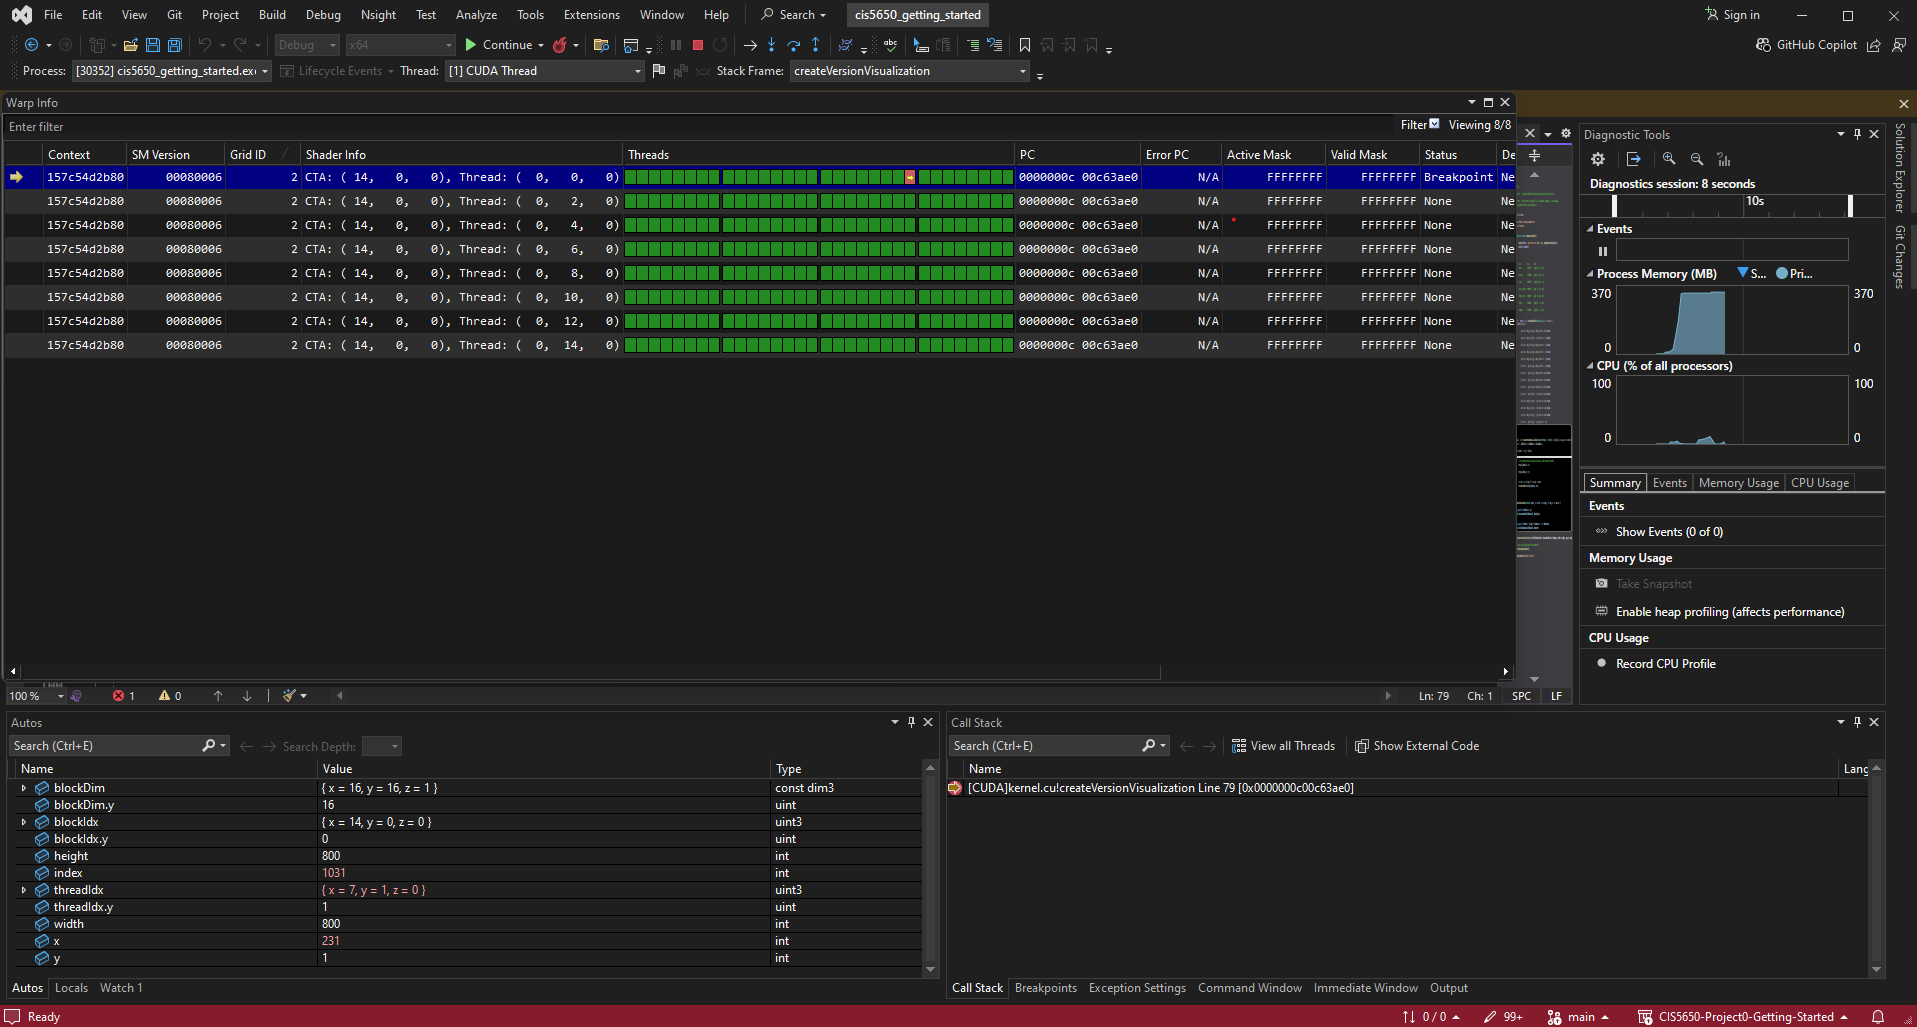 File Edit View Git Project Build Debug Nsight Test Analyze Tools Extensions Window Help Search cis5650_getting_started Sign in
Debug x64 Continue GitHub Copilot
Process: [30352] cis5650_getting_started.exe Lifecycle Events Thread: [1] CUDA Thread Stack Frame: createVersionVisualization
Warp Info
Enter filter Filter Viewing 8/8
Context SM Version Grid ID Shader Info Threads PC Error PC Active Mask Valid Mask Status De
157c54d2b80 00080006 2 CTA: ( 14, 0, 0), Thread: ( 0, 0, 0) 0000000c 00c63ae0 N/A FFFFFFFF FFFFFFFF Breakpoint Ne
157c54d2b80 00080006 2 CTA: ( 14, 0, 0), Thread: ( 0, 2, 0) 0000000c 00c63ae0 N/A FFFFFFFF FFFFFFFF None Ne
157c54d2b80 00080006 2 CTA: ( 14, 0, 0), Thread: ( 0, 4, 0) 0000000c 00c63ae0 N/A FFFFFFFF FFFFFFFF None Ne
157c54d2b80 00080006 2 CTA: ( 14, 0, 0), Thread: ( 0, 6, 0) 0000000c 00c63ae0 N/A FFFFFFFF FFFFFFFF None Ne
157c54d2b80 00080006 2 CTA: ( 14, 0, 0), Thread: ( 0, 8, 0) 0000000c 00c63ae0 N/A FFFFFFFF FFFFFFFF None Ne
157c54d2b80 00080006 2 CTA: ( 14, 0, 0), Thread: ( 0, 10, 0) 0000000c 00c63ae0 N/A FFFFFFFF FFFFFFFF None Ne
157c54d2b80 00080006 2 CTA: ( 14, 0, 0), Thread: ( 0, 12, 0) 0000000c 00c63ae0 N/A FFFFFFFF FFFFFFFF None Ne
157c54d2b80 00080006 2 CTA: ( 14, 0, 0), Thread: ( 0, 14, 0) 0000000c 00c63ae0 N/A FFFFFFFF FFFFFFFF None Ne
100 % 1 0 Ln: 79 Ch: 1 SPC LF
Diagnostic Tools
Diagnostics session: 8 seconds
10s
Events
Process Memory (MB) S... Pri...
370 370
0 0
CPU (% of all processors)
100 100
0 0
Summary Events Memory Usage CPU Usage
Events
Show Events (0 of 0)
Memory Usage
Take Snapshot
Enable heap profiling (affects performance)
CPU Usage
Record CPU Profile
Solution Explorer
Git Changes
Autos
Search (Ctrl+E) Search Depth:
Name Value Type
blockDim { x = 16, y = 16, z = 1 } const dim3
blockDim.y 16 uint
blockIdx { x = 14, y = 0, z = 0 } uint3
blockIdx.y 0 uint
height 800 int
index 1031 int
threadIdx { x = 7, y = 1, z = 0 } uint3
threadIdx.y 1 uint
width 800 int
x 231 int
y 1 int
Autos Locals Watch 1
Call Stack
Search (Ctrl+E) View all Threads Show External Code
Name Lang
[CUDA]kernel.cu!createVersionVisualization Line 79 [0x0000000c00c63ae0]
Call Stack Breakpoints Exception Settings Command Window Immediate Window Output
Ready 0 / 0 99+ main CIS5650-Project0-Getting-Started